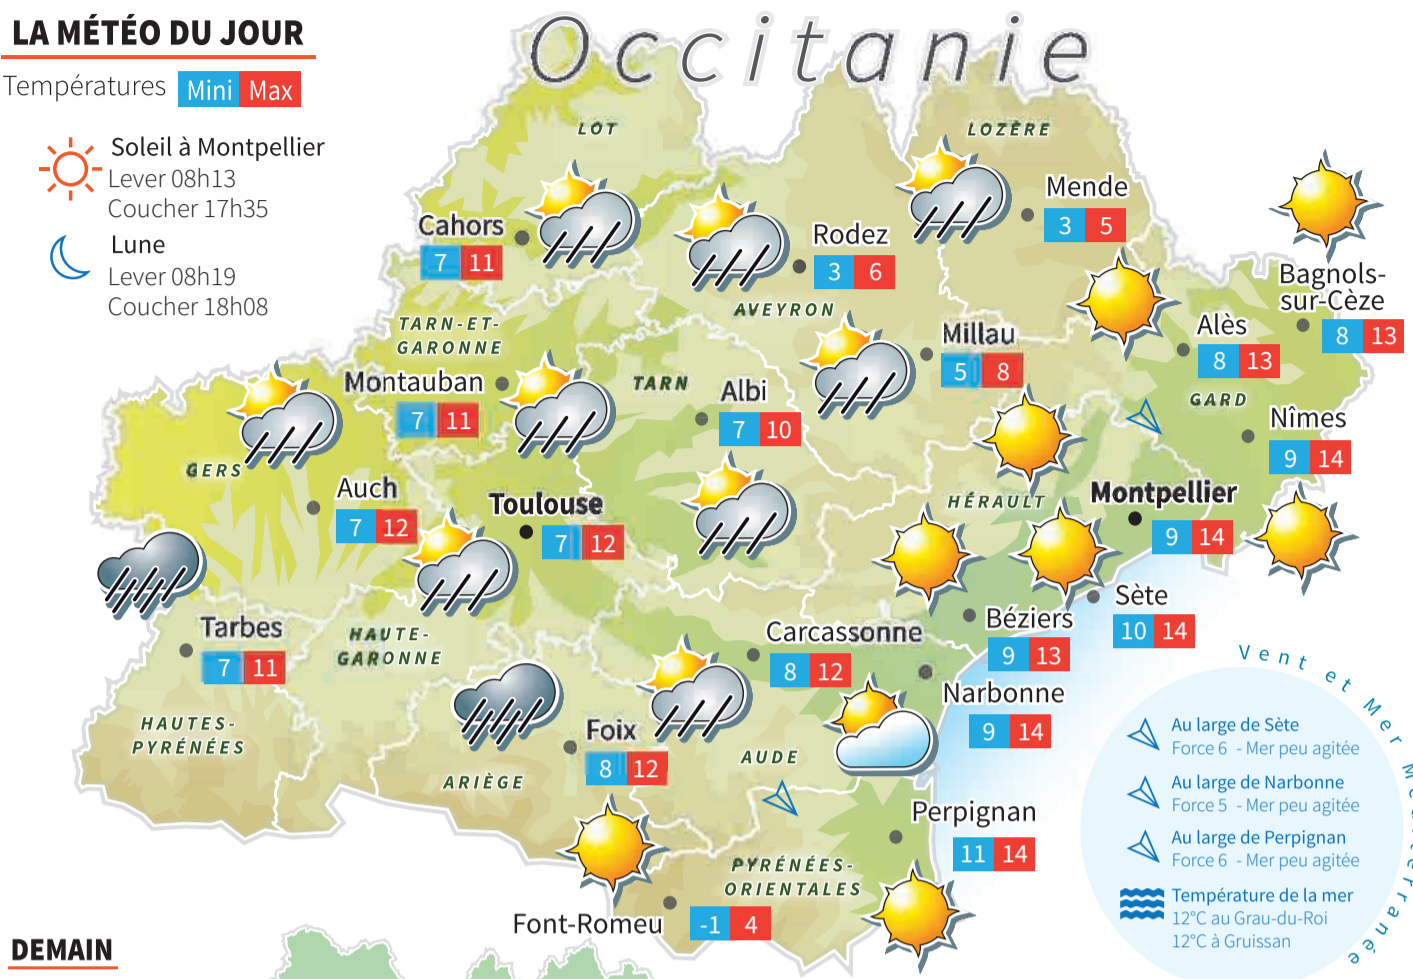 LA MÉTÉO DU JOUR
Températures Mini Max
Soleil à Montpellier
Lever 08h13
Coucher 17h35
Lune
Lever 08h19
Coucher 18h08
Occitanie
LOT
LOZÈRE
Mende
3 5
Cahors
7 11
Rodez
3 6
AVEYRON
Bagnols-
sur-Cèze
8 13
TARN-ET-
GARONNE
Millau
5 8
Alès
8 13
Montauban
7 11
TARN
Albi
7 10
GARD
Nîmes
9 14
GERS
Auch
7 12
Toulouse
7 12
HÉRAULT
Montpellier
9 14
Sète
10 14
Tarbes
7 11
HAUTE-
GARONNE
Carcassonne
8 12
Béziers
9 13
Narbonne
9 14
HAUTES-
PYRÉNÉES
Foix
8 12
ARIÈGE
AUDE
Perpignan
11 14
PYRÉNÉES-
ORIENTALES
Font-Romeu
-1 4
Vent et Mer Méditerranée
Au large de Sète
Force 6 - Mer peu agitée
Au large de Narbonne
Force 5 - Mer peu agitée
Au large de Perpignan
Force 6 - Mer peu agitée
Température de la mer
12°C au Grau-du-Roi
12°C à Gruissan
DEMAIN